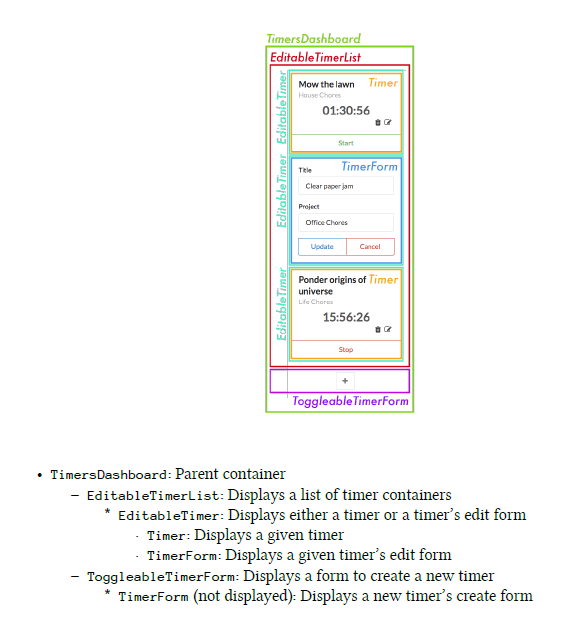 TimersDashboard
EditableTimerList
EditableTimer
Mow the lawn Timer
House Chores
01:30:56
Start
EditableTimer
TimerForm
Title
Clear paper jam
Project
Office Chores
Update Cancel
EditableTimer
Ponder origins of Timer
universe
Life Chores
15:56:26
Stop
+
ToggleableTimerForm
• TimersDashboard: Parent container
– EditableTimerList: Displays a list of timer containers
* EditableTimer: Displays either a timer or a timer’s edit form
· Timer: Displays a given timer
· TimerForm: Displays a given timer’s edit form
– ToggleableTimerForm: Displays a form to create a new timer
* TimerForm (not displayed): Displays a new timer’s create form